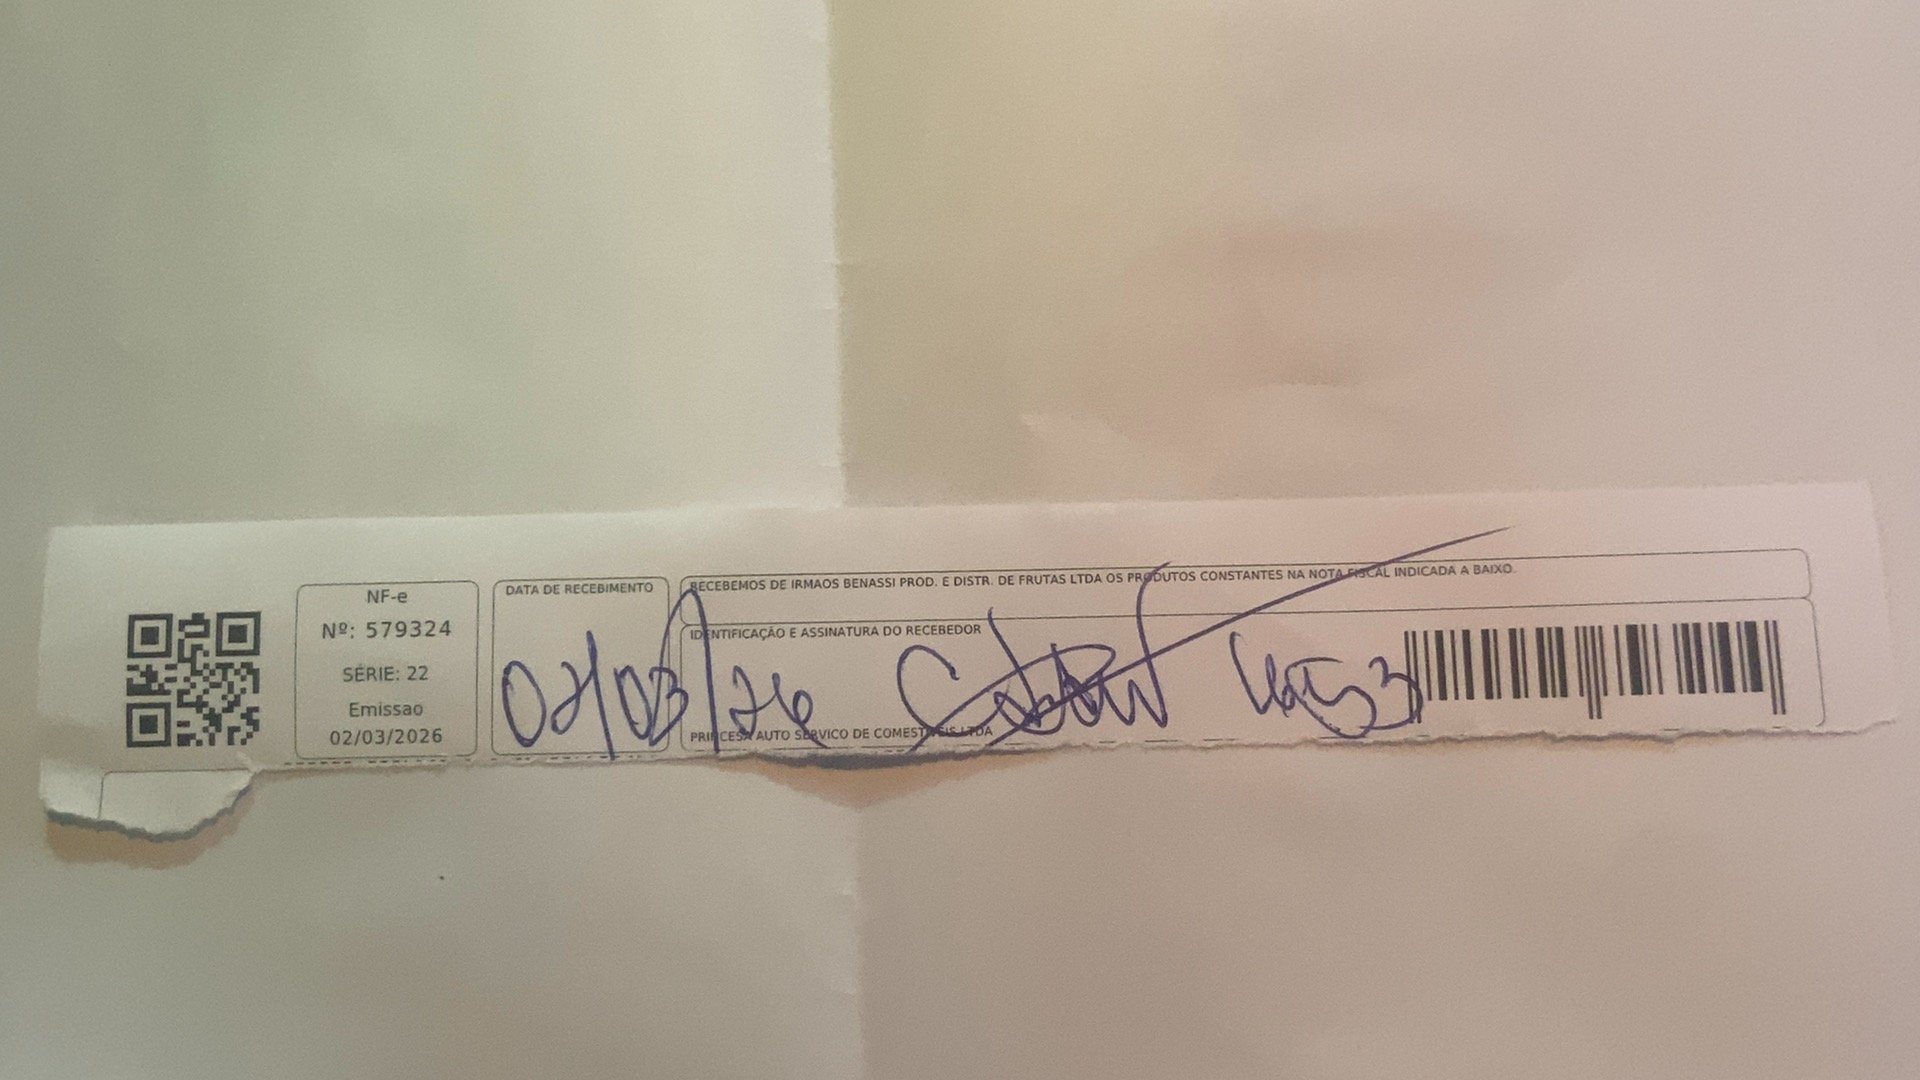 NF-e
Nº: 579324
SÉRIE: 22
Emissao
02/03/2026
DATA DE RECEBIMENTO
02/03/26
RECEBEMOS DE IRMAOS BENASSI PROD. E DISTR. DE FRUTAS LTDA OS PRODUTOS CONSTANTES NA NOTA FISCAL INDICADA A BAIXO.
IDENTIFICAÇÃO E ASSINATURA DO RECEBEDOR
PRINCESA AUTO SERVICO DE COMESTIVEIS LTDA